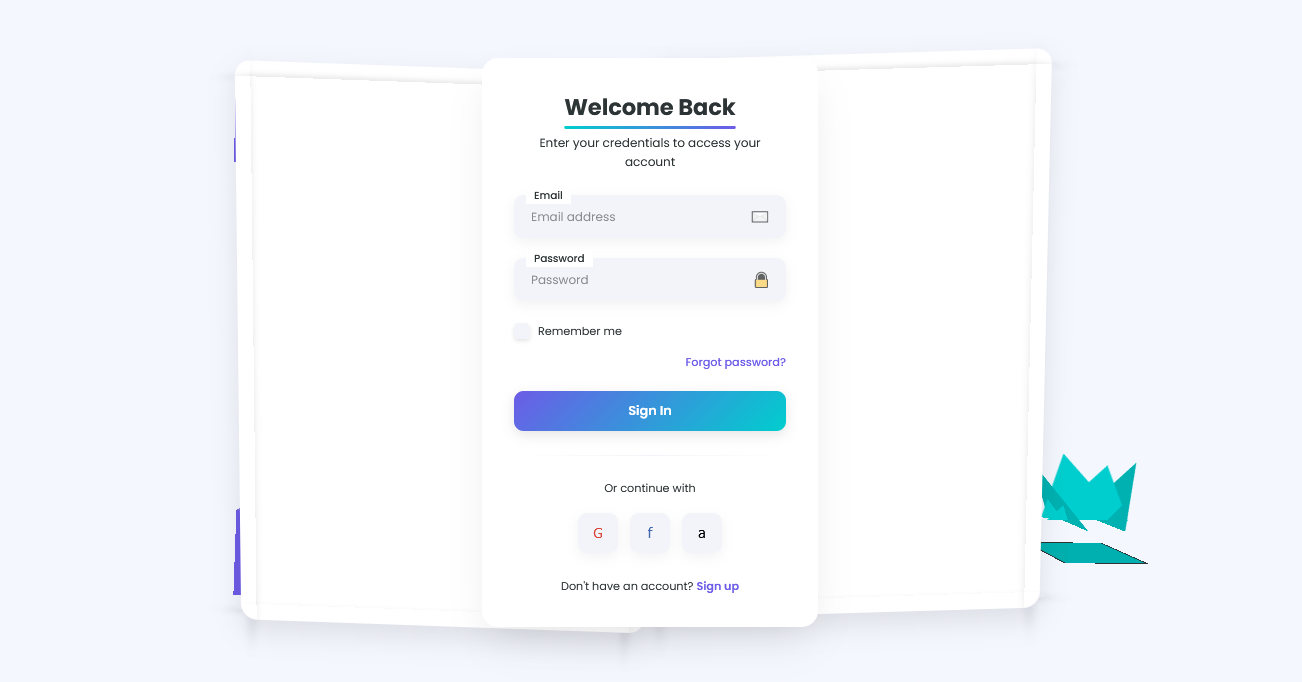 Welcome Back
Enter your credentials to access your
account
Email
Email address
Password
Password
Remember me
Forgot password?
Sign In
Or continue with
G f a
Don't have an account? Sign up